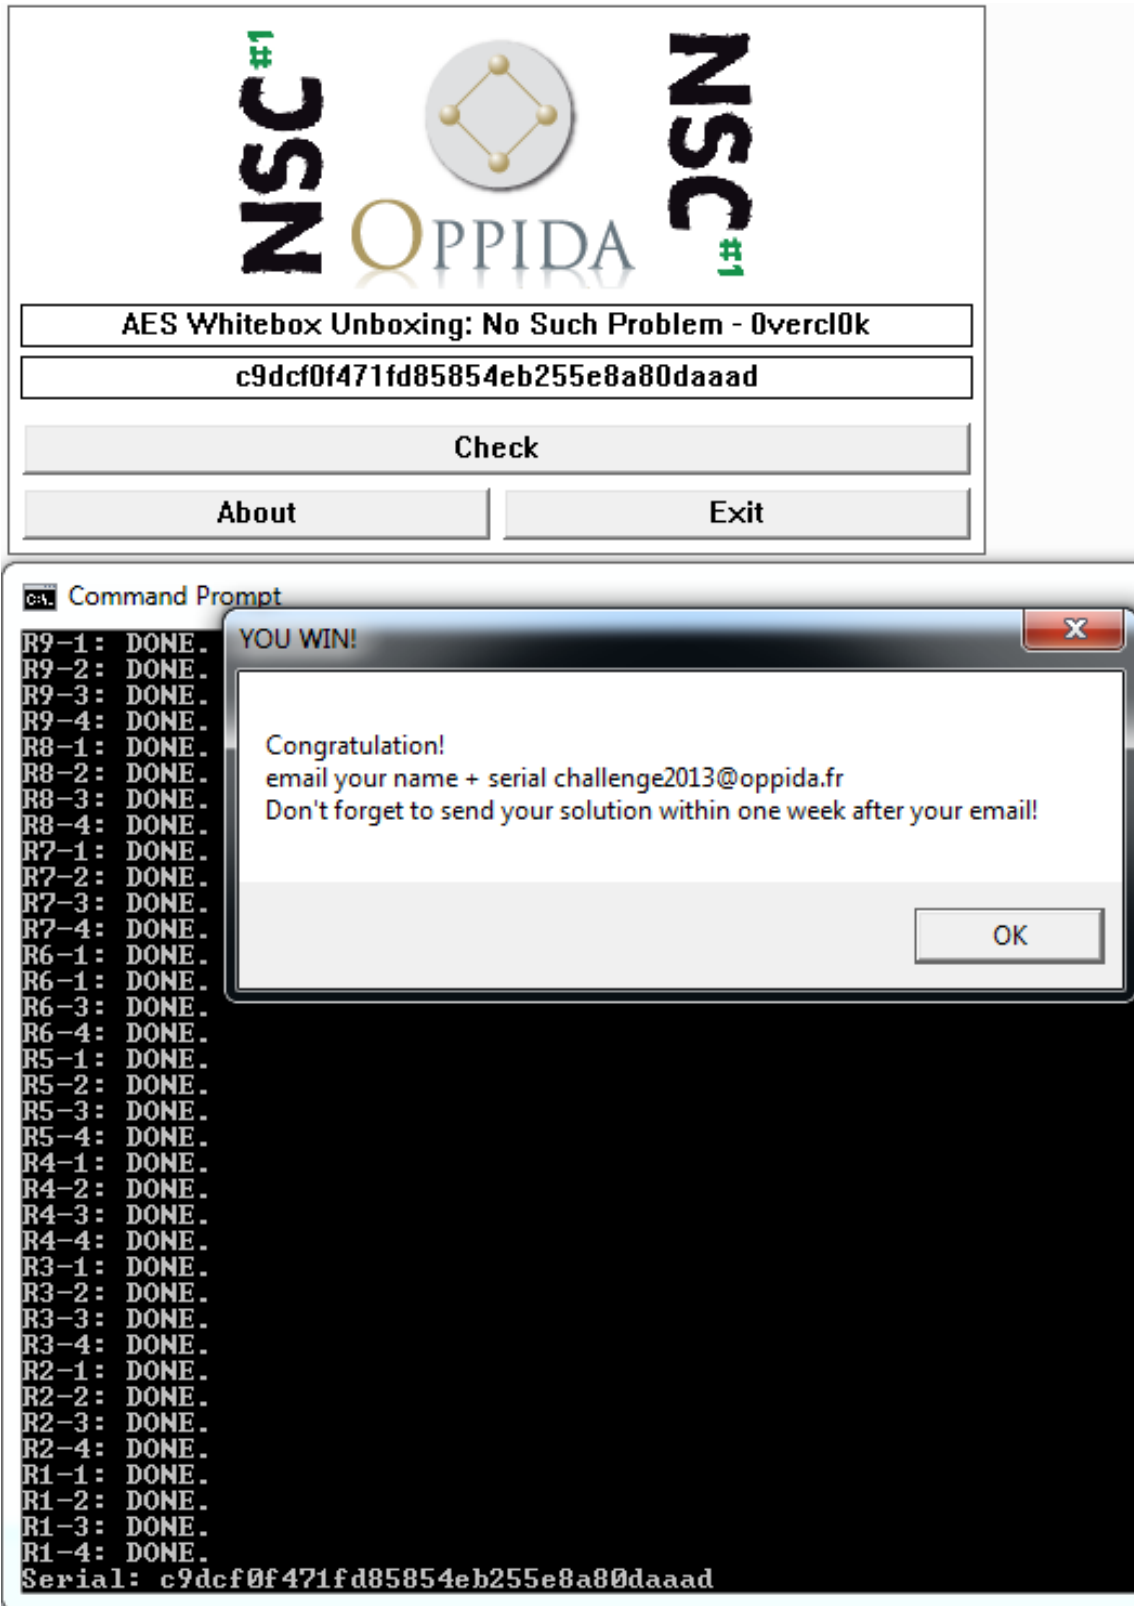 NSC#1
OPPIDA
NSC#1
AES Whitebox Unboxing: No Such Problem - 0vercl0k
c9dcf0f471fd85854eb255e8a80daaad
Check
About
Exit
Command Prompt
YOU WIN!
Congratulation!
email your name + serial challenge2013@oppida.fr
Don't forget to send your solution within one week after your email!
OK
R9-1: DONE.
R9-2: DONE.
R9-3: DONE.
R9-4: DONE.
R8-1: DONE.
R8-2: DONE.
R8-3: DONE.
R8-4: DONE.
R7-1: DONE.
R7-2: DONE.
R7-3: DONE.
R7-4: DONE.
R6-1: DONE.
R6-1: DONE.
R6-3: DONE.
R6-4: DONE.
R5-1: DONE.
R5-2: DONE.
R5-3: DONE.
R5-4: DONE.
R4-1: DONE.
R4-2: DONE.
R4-3: DONE.
R4-4: DONE.
R3-1: DONE.
R3-2: DONE.
R3-3: DONE.
R3-4: DONE.
R2-1: DONE.
R2-2: DONE.
R2-3: DONE.
R2-4: DONE.
R1-1: DONE.
R1-2: DONE.
R1-3: DONE.
R1-4: DONE.
Serial: c9dcf0f471fd85854eb255e8a80daaad